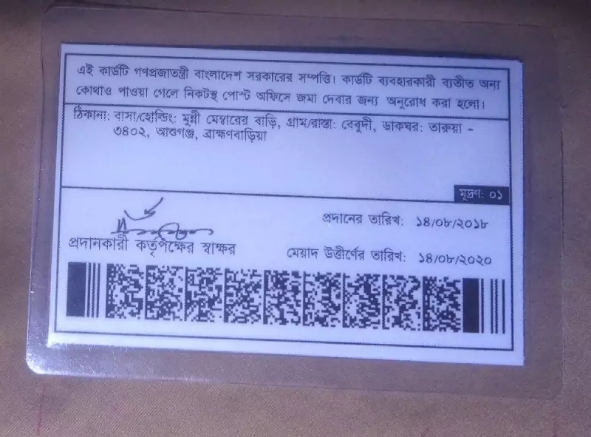 এই কার্ডটি গণপ্রজাতন্ত্রী বাংলাদেশ সরকারের সম্পত্তি। কার্ডটি ব্যবহারকারী ব্যতীত অন্য
কোথাও পাওয়া গেলে নিকটস্থ পোস্ট অফিসে জমা দেবার জন্য অনুরোধ করা হলো।
ঠিকানা: বাসা/হোল্ডিং: মুন্সী মেম্বারের বাড়ি, গ্রাম/রাস্তা: ডাকঘর: তারুয়া -
৩৪০২, আশুগঞ্জ, ব্রাহ্মণবাড়িয়া
মুদ্রণ: ০১
প্রদানের তারিখ: ১৪/০৮/২০১৮
প্রদানকারী কর্তৃপক্ষের স্বাক্ষর
মেয়াদ উত্তীর্ণের তারিখ: ১৪/০৮/২০২০